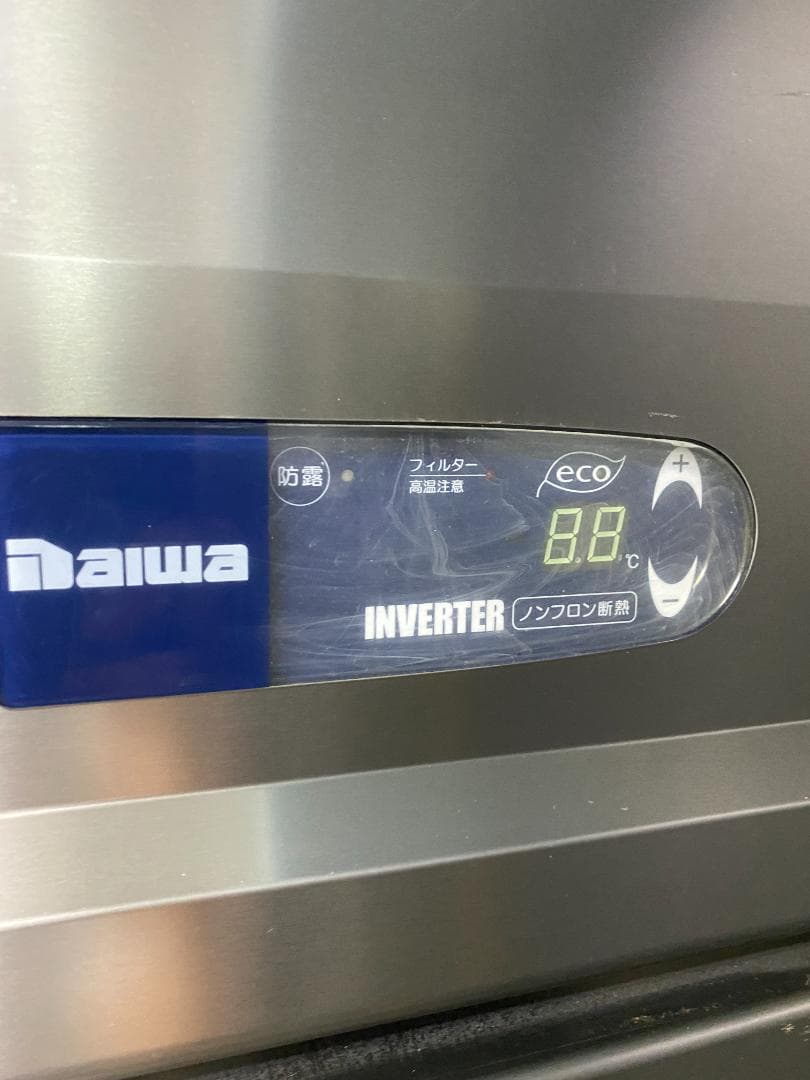 Daiwa
防露
フィルター
高温注意
eco
8.8.
℃
+
-
INVERTER
ノンフロン断熱